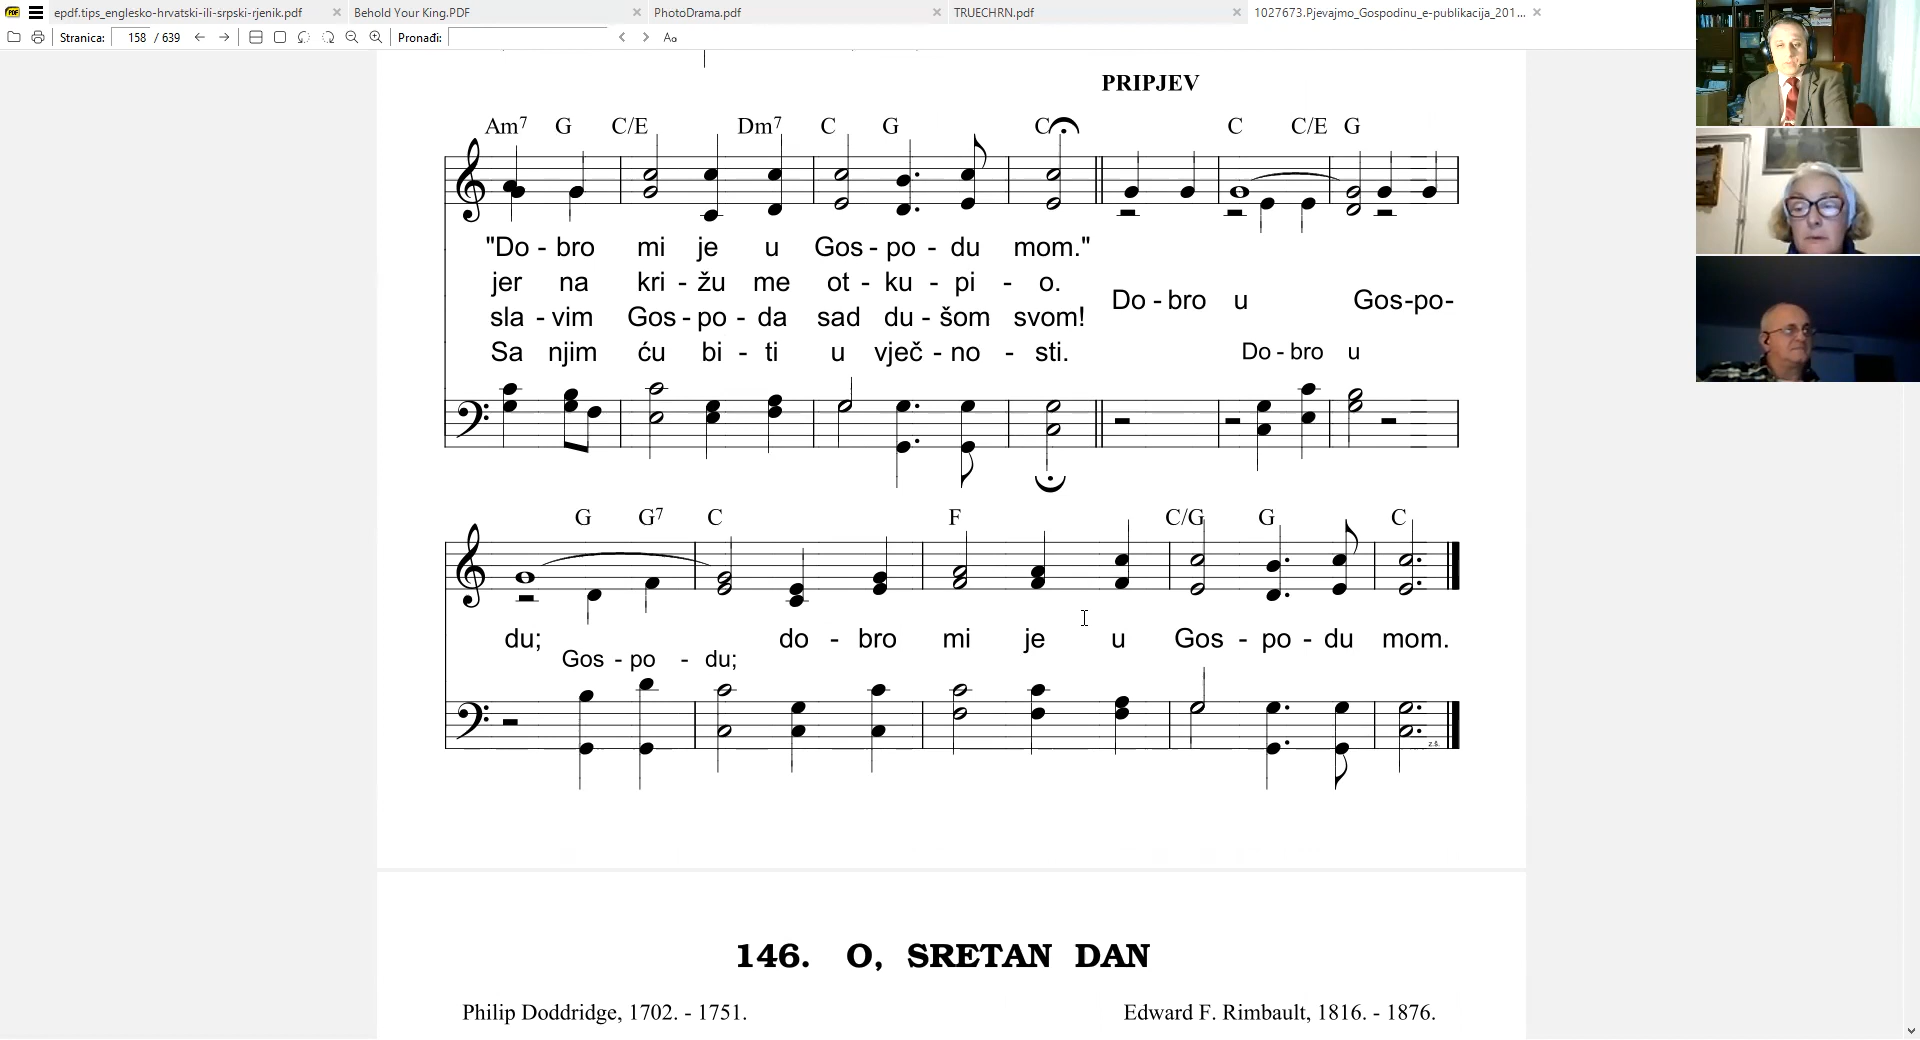 epdf.tips_englesko-hrvatski-ili-srpski-rjenik.pdf
Behold Your King.PDF
PhotoDrama.pdf
TRUECHRN.pdf
1027673.Pjevajmo_Gospodinu_e-publikacija_201...
Stranica: 158 / 639
Pronađi:
PRIPJEV
Am7 G C/E Dm7 C G C C C/E G
"Do - bro mi je u Gos - po - du mom."
jer na kri - žu me ot - ku - pi - o.
Do - bro u Gos-po-
sla - vim Gos - po - da sad du - šom svom!
Sa njim ću bi - ti u vječ - no - sti.
Do - bro u
G G7 C F C/G G C
du; do - bro mi je u Gos - po - du mom.
Gos - po - du;
z.š.
146. O, SRETAN DAN
Philip Doddridge, 1702. - 1751.
Edward F. Rimbault, 1816. - 1876.